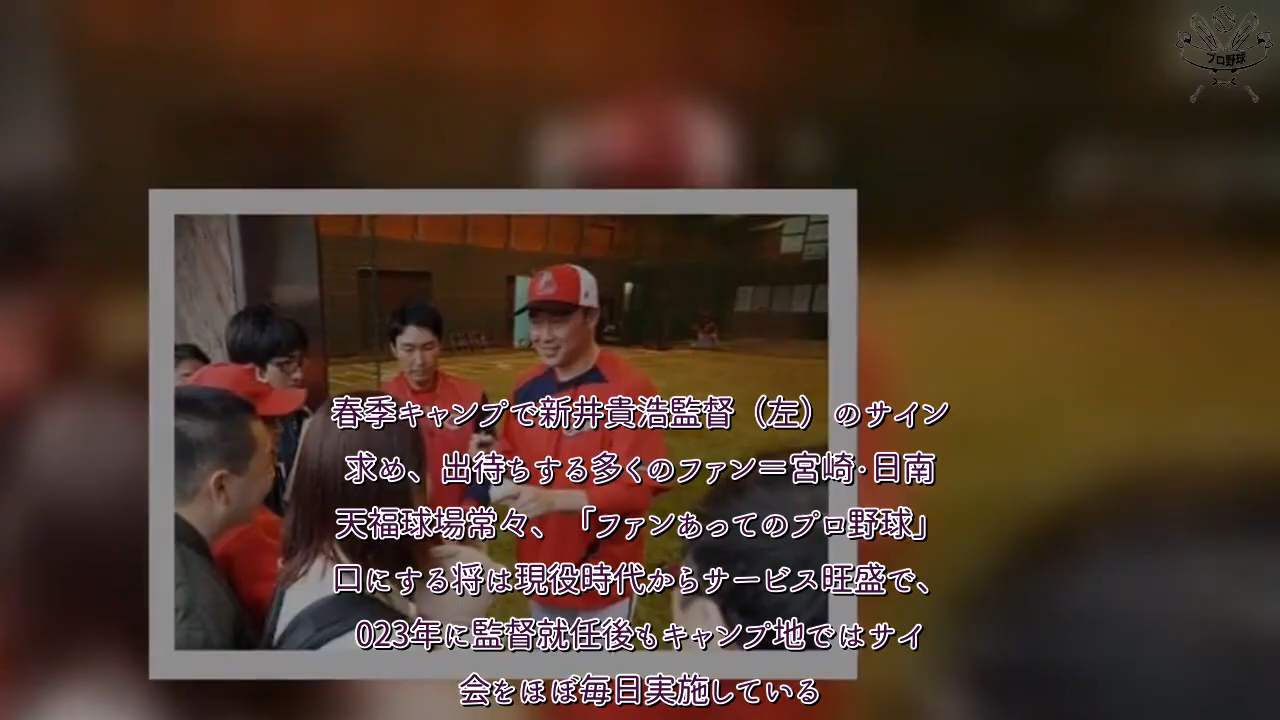 プロ野球
春季キャンプで新井貴浩監督（左）のサイン
求め、出待ちする多くのファン＝宮崎･日南
天福球場常々、「ファンあってのプロ野球」
口にする将は現役時代からサービス旺盛で、
023年に監督就任後もキャンプ地ではサイ
会をほぼ毎日実施している